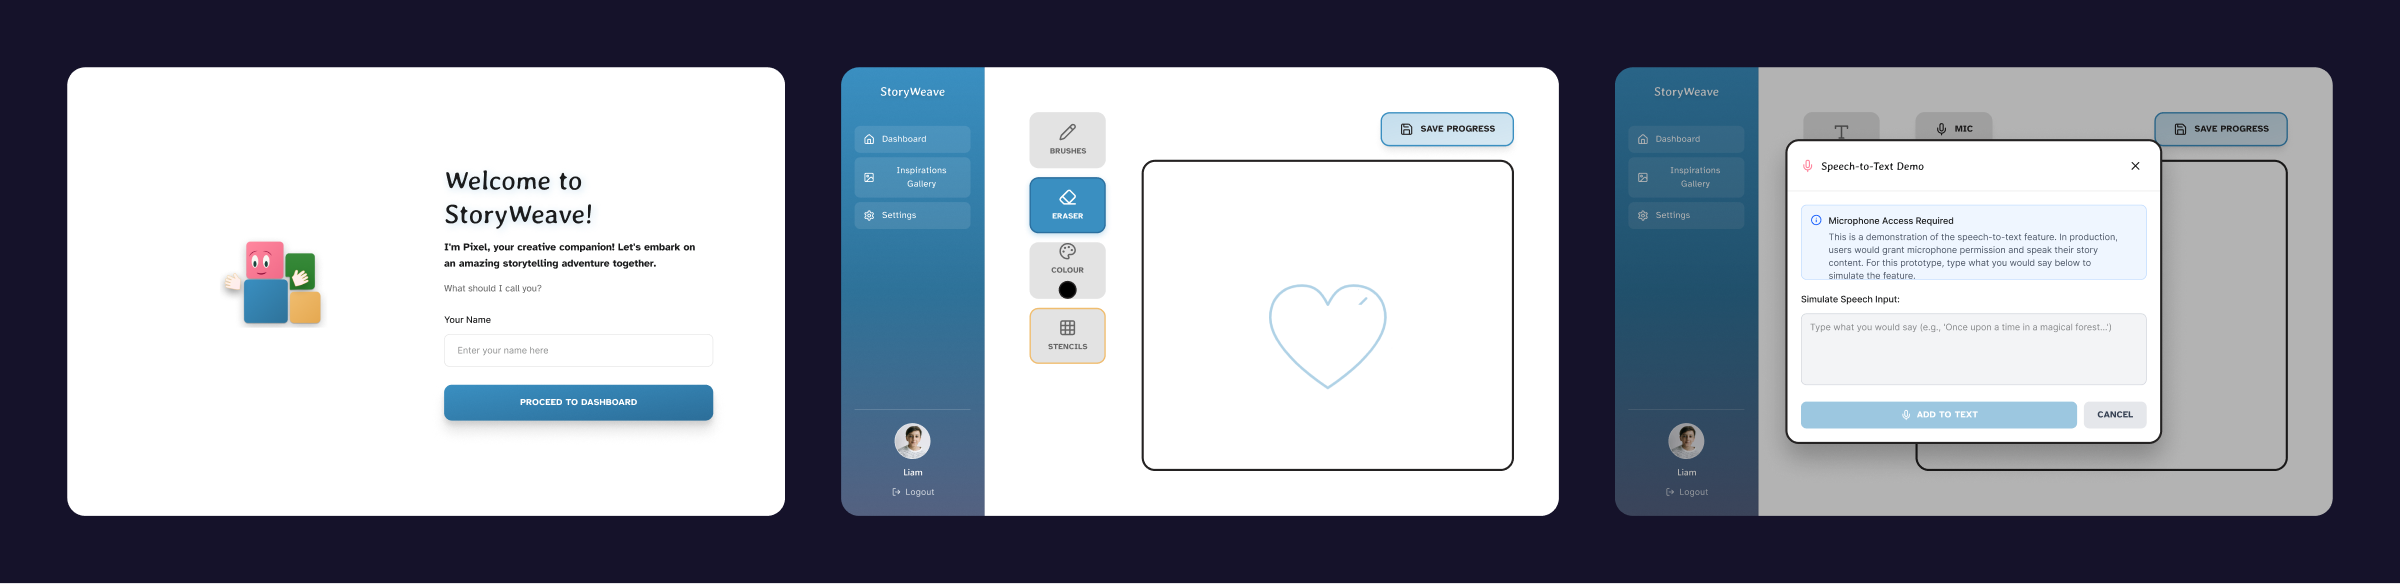 Welcome to
StoryWeave!
I'm Pixel, your creative companion! Let's embark on
an amazing storytelling adventure together.
What should I call you?
Your Name
Enter your name here
PROCEED TO DASHBOARD
StoryWeave
Dashboard
Inspirations
Gallery
Settings
Liam
Logout
BRUSHES
ERASER
COLOUR
STENCILS
SAVE PROGRESS
StoryWeave
Dashboard
Inspirations
Gallery
Settings
Liam
Logout
MIC
SAVE PROGRESS
Speech-to-Text Demo
Microphone Access Required
This is a demonstration of the speech-to-text feature. In production,
users would grant microphone permission and speak their story
content. For this prototype, type what you would say below to
simulate the feature.
Simulate Speech Input:
Type what you would say (e.g., 'Once upon a time in a magical forest...')
ADD TO TEXT
CANCEL